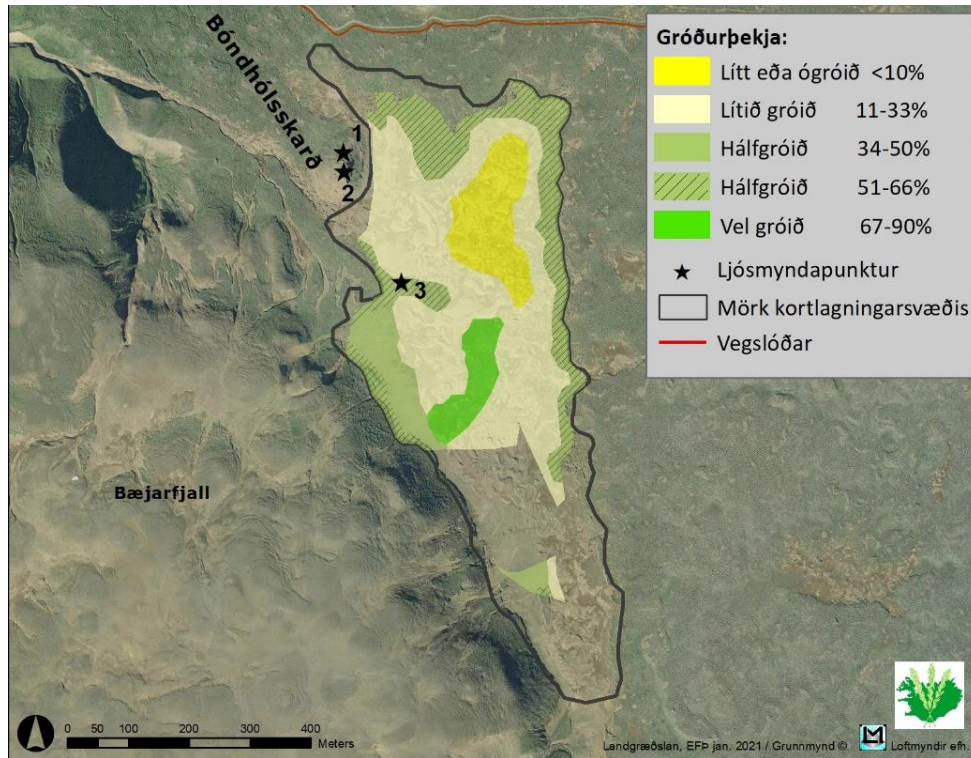 Bóndhólsskarð
1
2
3
Bæjarfjall
Gróðurþekja:
Lítt eða ógróið <10%
Lítið gróið 11-33%
Hálfgróið 34-50%
Hálfgróið 51-66%
Vel gróið 67-90%
Ljósmyndapunktur
Mörk kortlagningarsvæðis
Vegslóðar
0 50 100 200 300 400
Meters
Landgræðslan, EFÞ jan. 2021 / Grunnmynd © Loftmyndir efh.